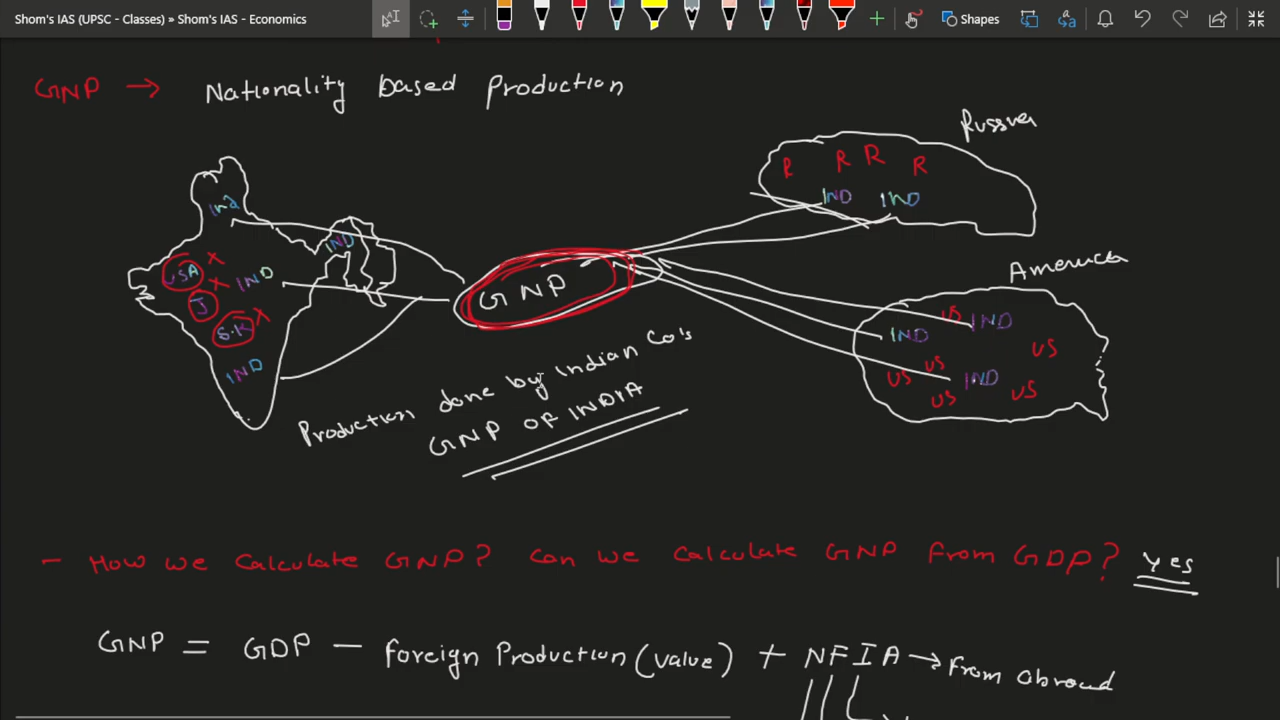 Shom's IAS (UPSC - Classes) » Shom's IAS - Economics
Shapes
GNP → Nationality based Production
Russia
R R R R
IND IND
Ind
IND
USA × IND
J ×
S.K ×
IND
GNP
America
US IND
IND
US
US US IND
US US
Production done by Indian Co's
GNP OF INDIA
- How we calculate GNP? Can we calculate GNP from GDP? Yes
GNP = GDP - foreign Production (value) + NFIA → From abroad